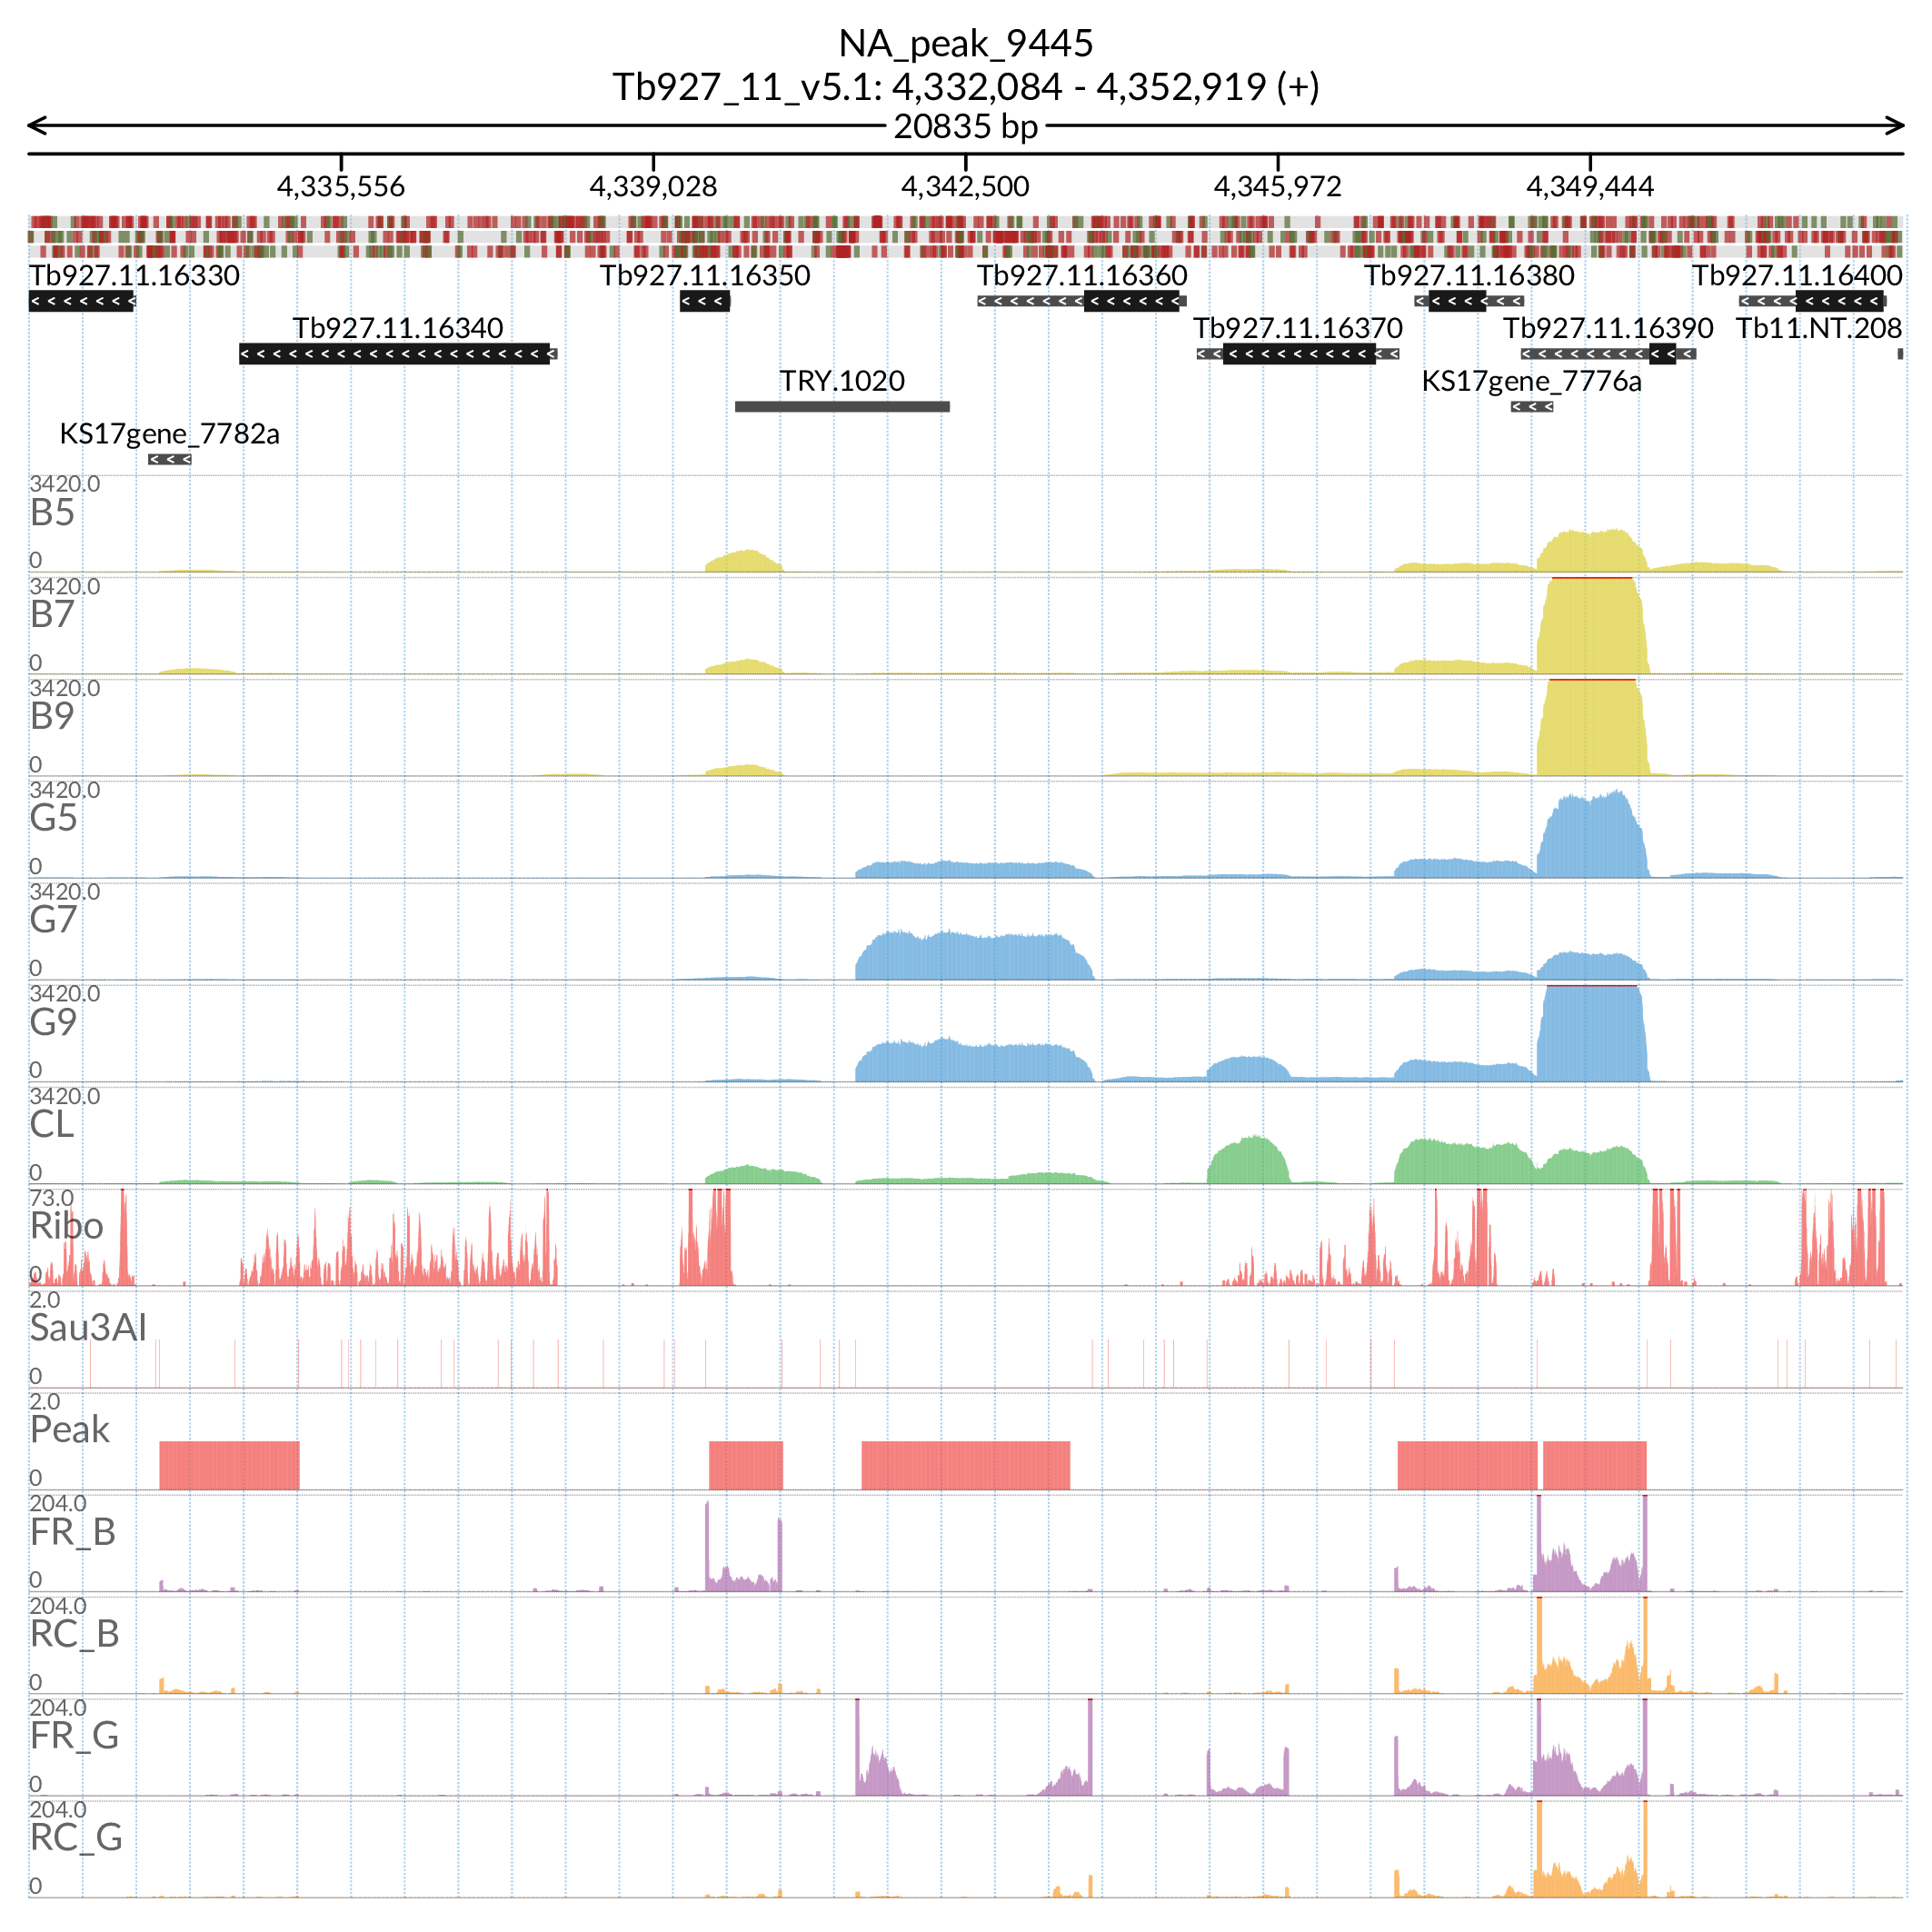 NA_peak_9445
Tb927_11_v5.1: 4,332,084 - 4,352,919 (+)
20835 bp
4,335,556 4,339,028 4,342,500 4,345,972 4,349,444
Tb927.11.16330 Tb927.11.16350 Tb927.11.16360 Tb927.11.16380 Tb927.11.16400
Tb927.11.16340 Tb927.11.16370 Tb927.11.16390 Tb11.NT.208
TRY.1020 KS17gene_7776a
KS17gene_7782a
3420.0
B5
0
3420.0
B7
0
3420.0
B9
0
3420.0
G5
0
3420.0
G7
0
3420.0
G9
0
3420.0
CL
0
73.0
Ribo
0
2.0
Sau3AI
0
2.0
Peak
0
204.0
FR_B
0
204.0
RC_B
0
204.0
FR_G
0
204.0
RC_G
0